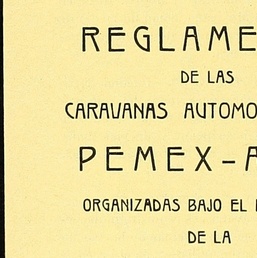 REGLAME
DE LAS
CARAVANAS AUTOMO
PEMEX-A
ORGANIZADAS BAJO EL
DE LA